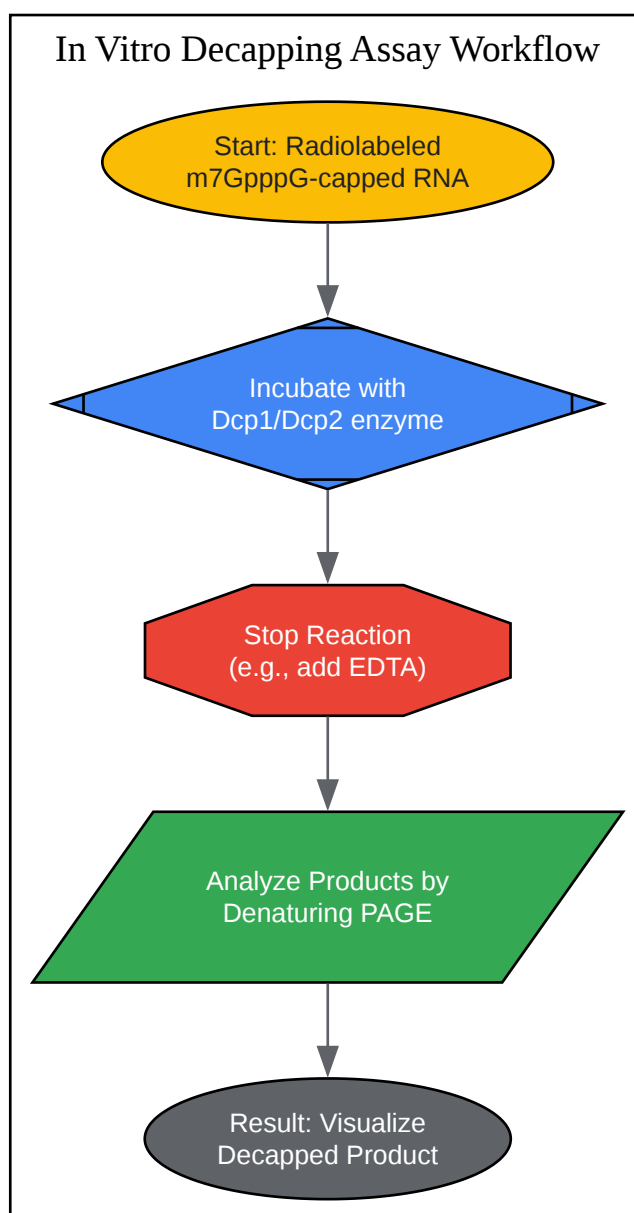 In Vitro Decapping Assay Workflow
Start: Radiolabeled
m7GpppG-capped RNA
Incubate with
Dcp1/Dcp2 enzyme
Stop Reaction
(e.g., add EDTA)
Analyze Products by
Denaturing PAGE
Result: Visualize
Decapped Product